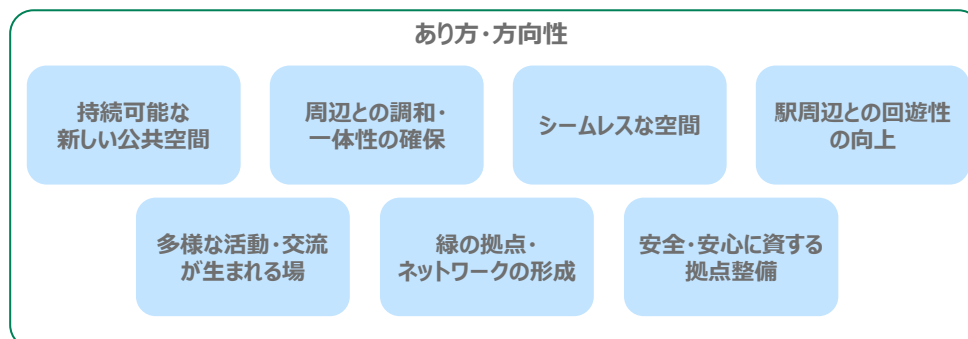 あり方・方向性
持続可能な
新しい公共空間
周辺との調和・
一体性の確保
シームレスな空間
駅周辺との回遊性
の向上
多様な活動・交流
が生まれる場
緑の拠点・
ネットワークの形成
安全・安心に資する
拠点整備